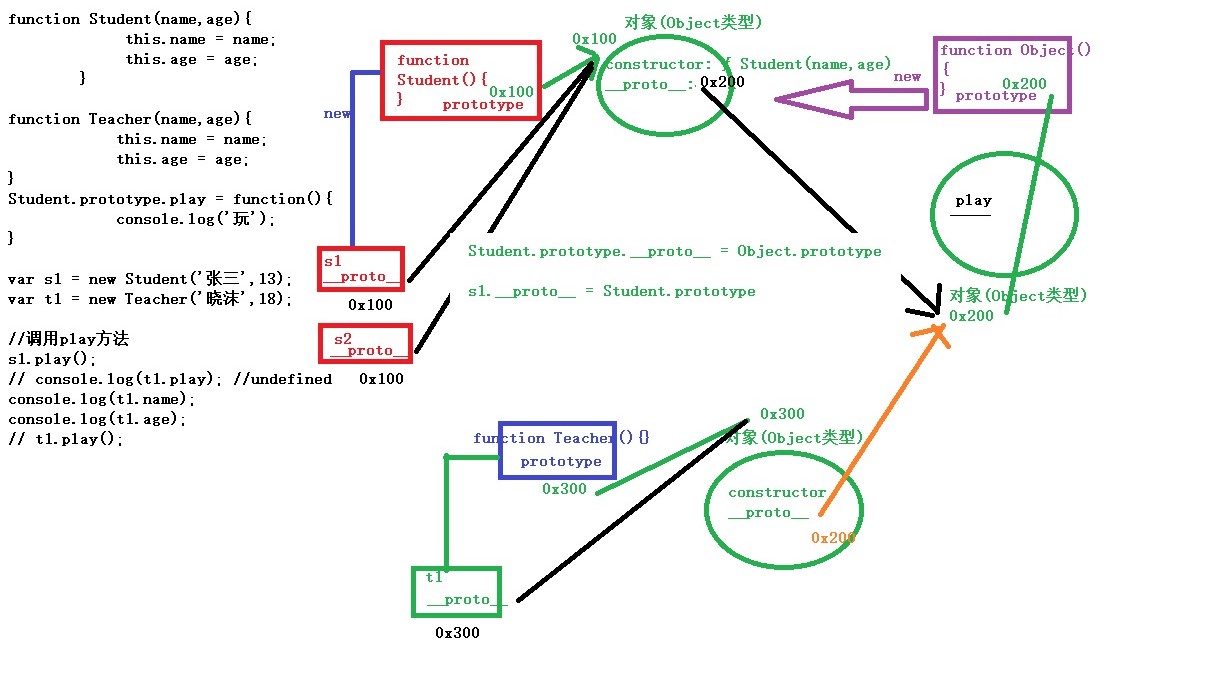 function Student(name,age){
this.name = name;
this.age = age;
}
function Teacher(name,age){
this.name = name;
this.age = age;
}
Student.prototype.play = function(){
console.log('玩');
}
var s1 = new Student('张三',13);
var t1 = new Teacher('晓沫',18);
//调用play方法
s1.play();
// console.log(t1.play); //undefined
console.log(t1.name);
console.log(t1.age);
// t1.play();
new
function
Student(){
0x100
} prototype
s1
__proto__
0x100
s2
__proto__
0x100
对象(Object类型)
0x100
constructor: { Student(name,age)
__proto__: 0x200
new
function Object()
{
0x200
} prototype
play
对象(Object类型)
0x200
Student.prototype.__proto__ = Object.prototype
s1.__proto__ = Student.prototype
function Teacher(){}
prototype
0x300
0x300
对象(Object类型)
constructor
__proto__
0x200
t1
__proto__
0x300